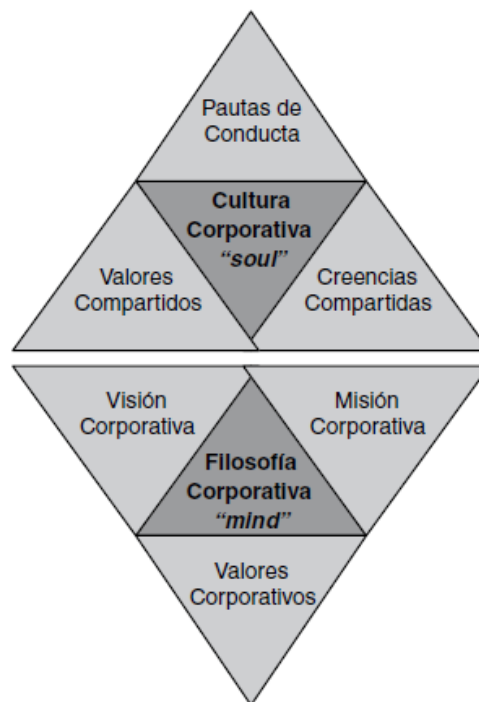 Pautas de
Conducta
Cultura
Corporativa
“soul”
Valores
Compartidos
Creencias
Compartidas
Visión
Corporativa
Misión
Corporativa
Filosofía
Corporativa
“mind”
Valores
Corporativos